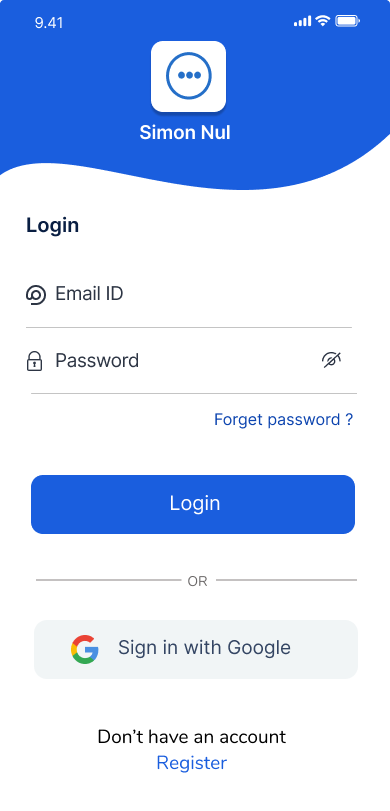 9.41
Simon Nul
Login
Email ID
Password
Forget password ?
Login
OR
Sign in with Google
Don’t have an account
Register